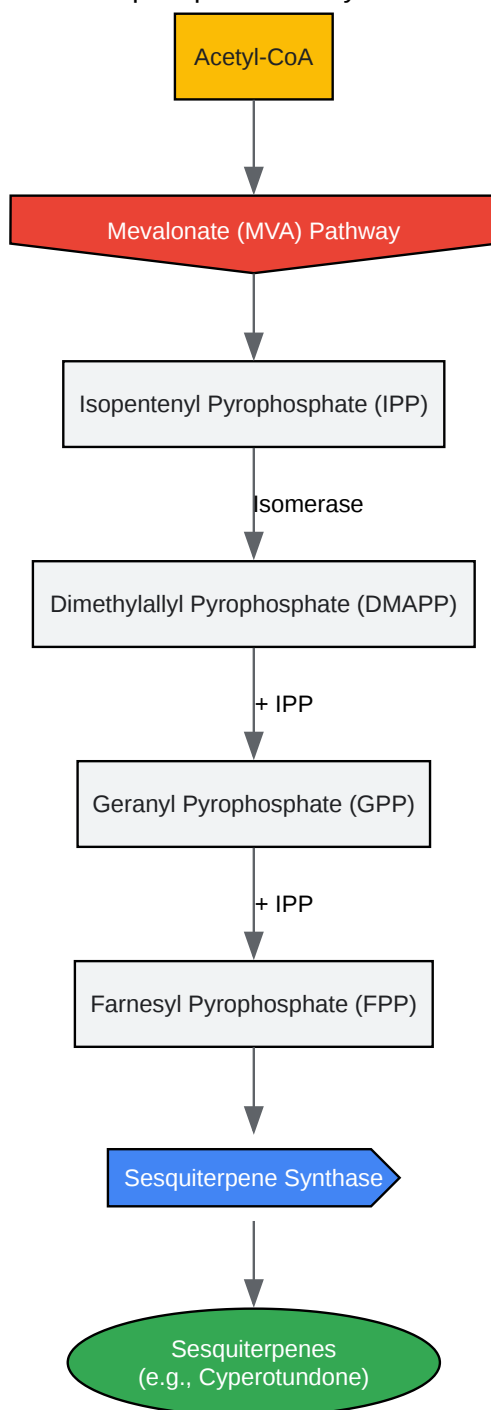 Acetyl-CoA
Mevalonate (MVA) Pathway
Isopentenyl Pyrophosphate (IPP)
Isomerase
Dimethylallyl Pyrophosphate (DMAPP)
+ IPP
Geranyl Pyrophosphate (GPP)
+ IPP
Farnesyl Pyrophosphate (FPP)
Sesquiterpene Synthase
Sesquiterpenes
(e.g., Cyperotundone)